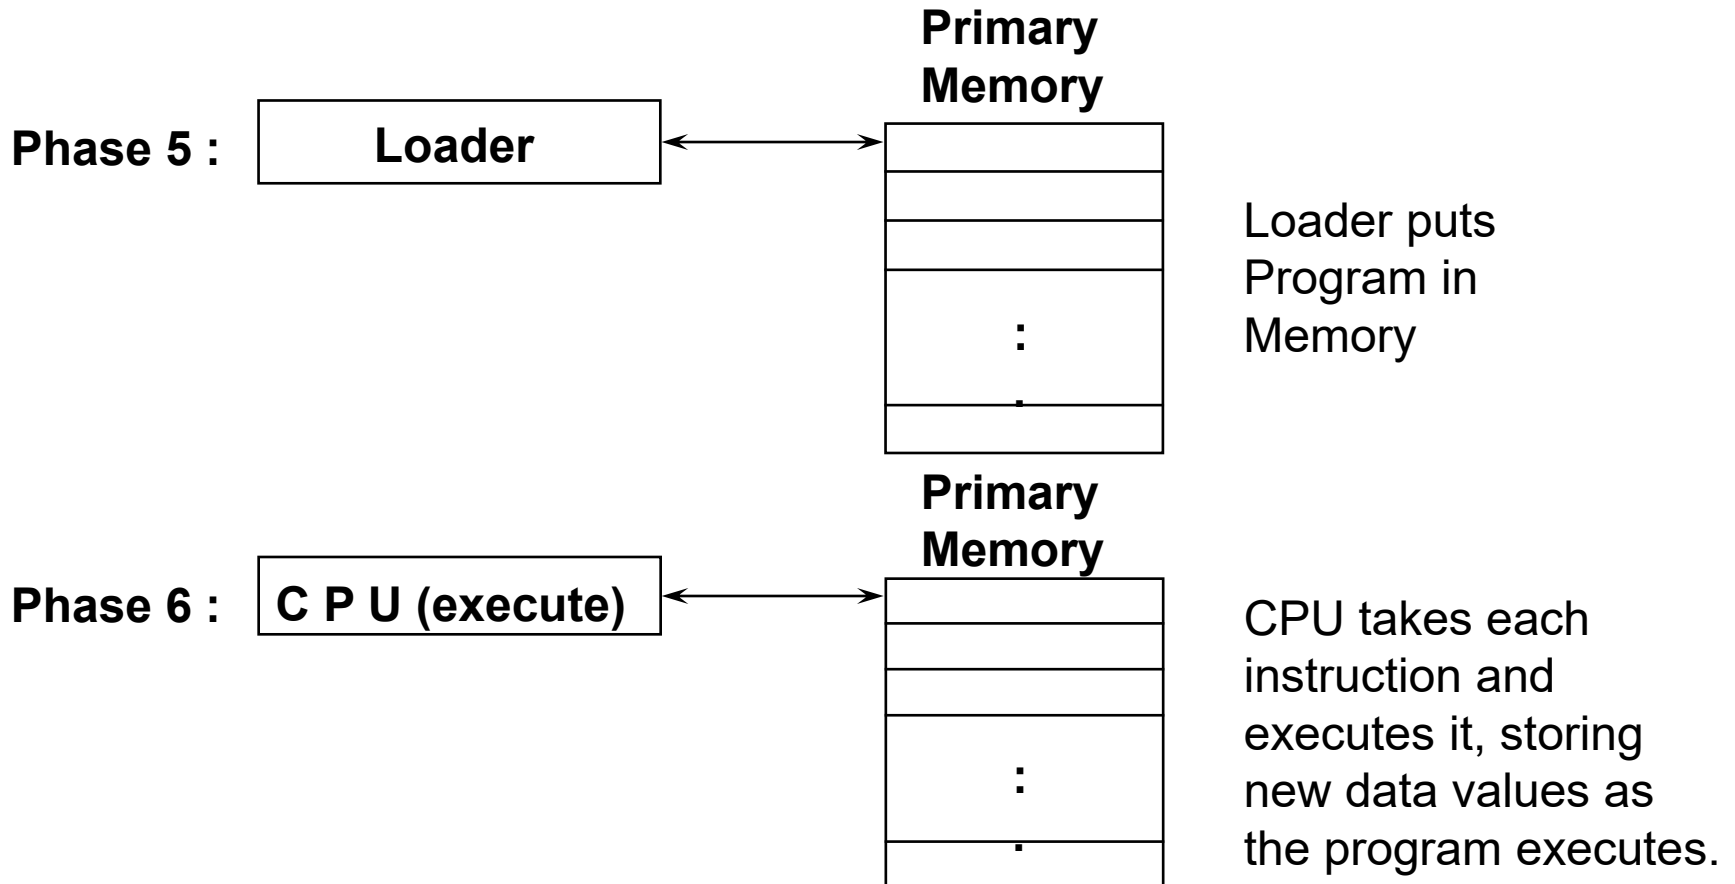 Primary
Memory
Phase 5 :
Loader
Loader puts
Program in
Memory
:
.
Primary
Memory
Phase 6 :
C P U (execute)
CPU takes each
instruction and
executes it, storing
new data values as
the program executes.
:
.